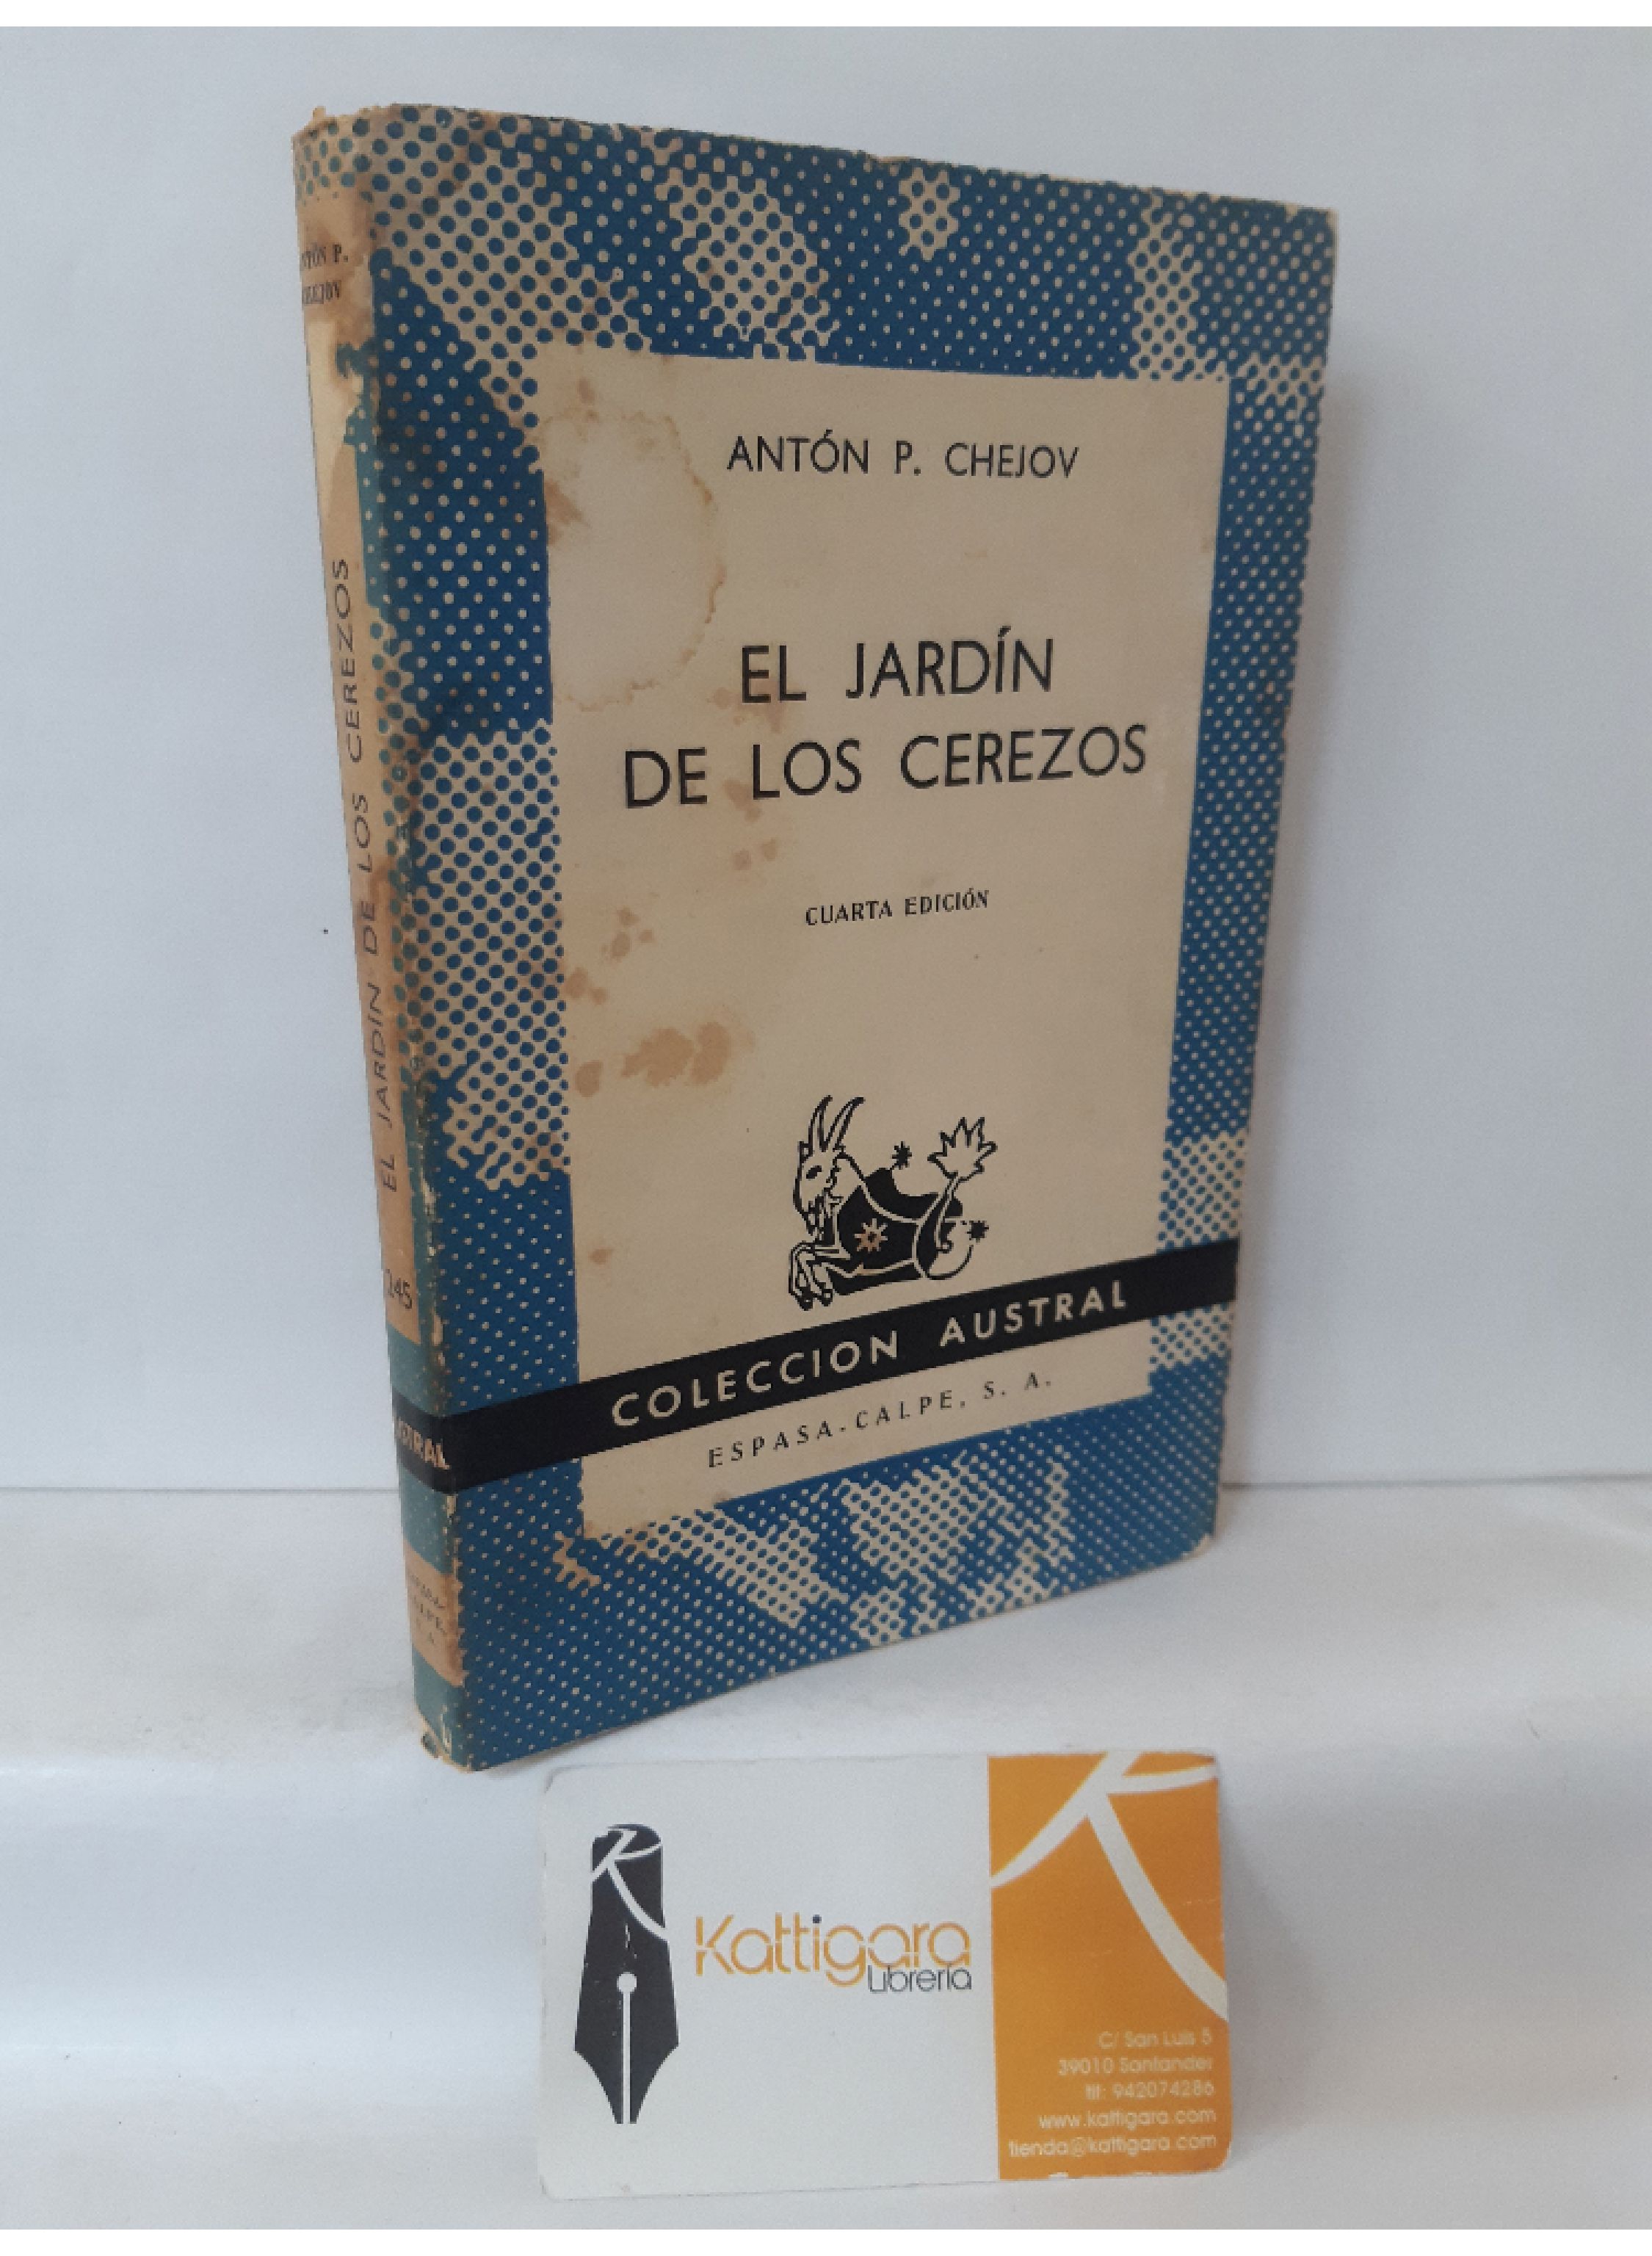 ANTÓN P. CHEJOV
EL JARDÍN
DE LOS CEREZOS
CUARTA EDICIÓN
COLECCION AUSTRAL
ESPASA-CALPE, S. A.
EL JARDÍN DE LOS CEREZOS
Kattigara
Librería
C/ San Luis 5
39010 Santander
tlf: 942074286
www.kattigara.com
tienda@kattigara.com